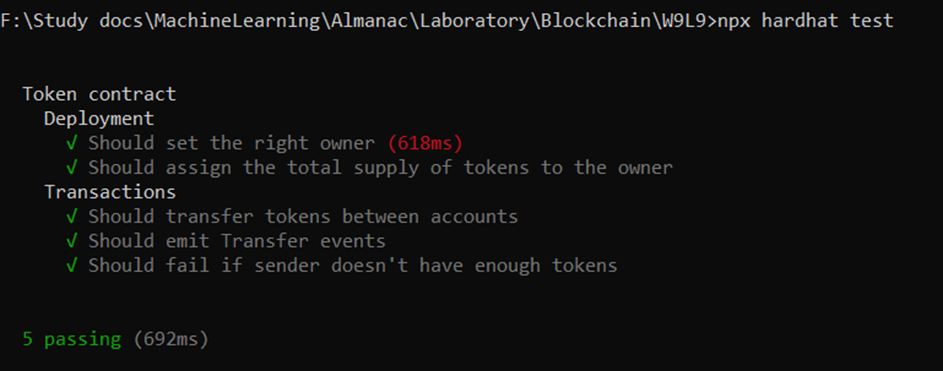 F:\Study docs\MachineLearning\Almanac\Laboratory\Blockchain\W9L9>npx hardhat test
Token contract
Deployment
√ Should set the right owner (618ms)
√ Should assign the total supply of tokens to the owner
Transactions
√ Should transfer tokens between accounts
√ Should emit Transfer events
√ Should fail if sender doesn't have enough tokens
5 passing (692ms)